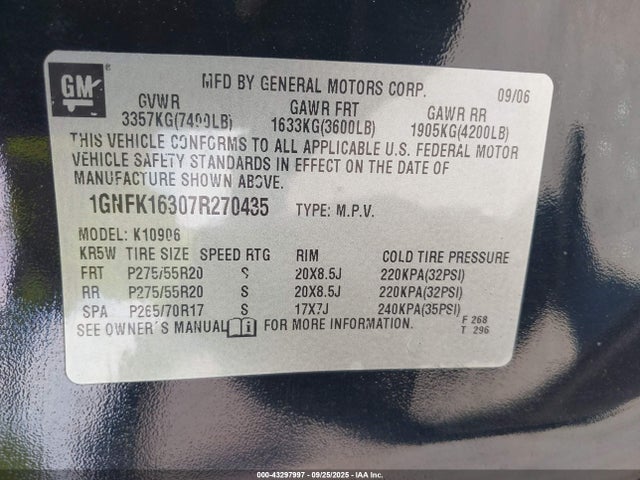 GM
MFD BY GENERAL MOTORS CORP. 09/06
GVWR GAWR FRT GAWR RR
3357KG(7400LB) 1633KG(3600LB) 1905KG(4200LB)
THIS VEHICLE CONFORMS TO ALL APPLICABLE U.S. FEDERAL MOTOR
VEHICLE SAFETY STANDARDS IN EFFECT ON THE DATE OF
MANUFACTURE SHOWN ABOVE.
1GNFK16307R270435 TYPE: M.P.V.
MODEL: K10906
KR5W TIRE SIZE SPEED RTG RIM COLD TIRE PRESSURE
FRT P275/55R20 S 20X8.5J 220KPA(32PSI)
RR P275/55R20 S 20X8.5J 220KPA(32PSI)
SPA P265/70R17 S 17X7J 240KPA(35PSI)
SEE OWNER'S MANUAL i FOR MORE INFORMATION. F 268
T 296
000-43297997 - 09/25/2025 - IAA Inc.